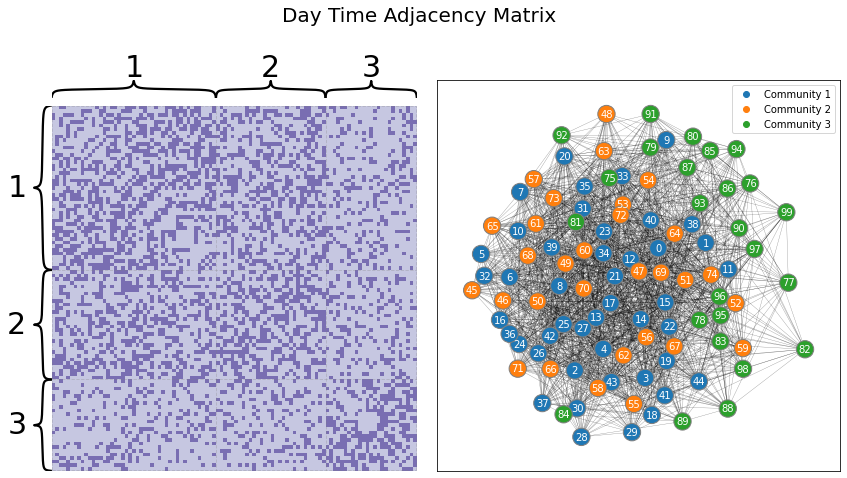 Day Time Adjacency Matrix
1 2 3
1
2
3
Community 1
Community 2
Community 3
48 91
92 9 80
63 79 85 94
20 87
57 75 33 54 76
7 35 86
73 53 93
31 72 99
65 61 81 40 38 90
10 23 64
39 60 0 1 97
5 68 34 12
49 47 69 11
32 6 21 74 77
45 8 70 51
46 50 17 15 96 52
16 13 14 78 95
36 25 27 22
24 42 56 83
26 4 62 67 59 82
71 66 2 19 98
58 43 3 44
37 41
30 55 88
84 18 89
28 29